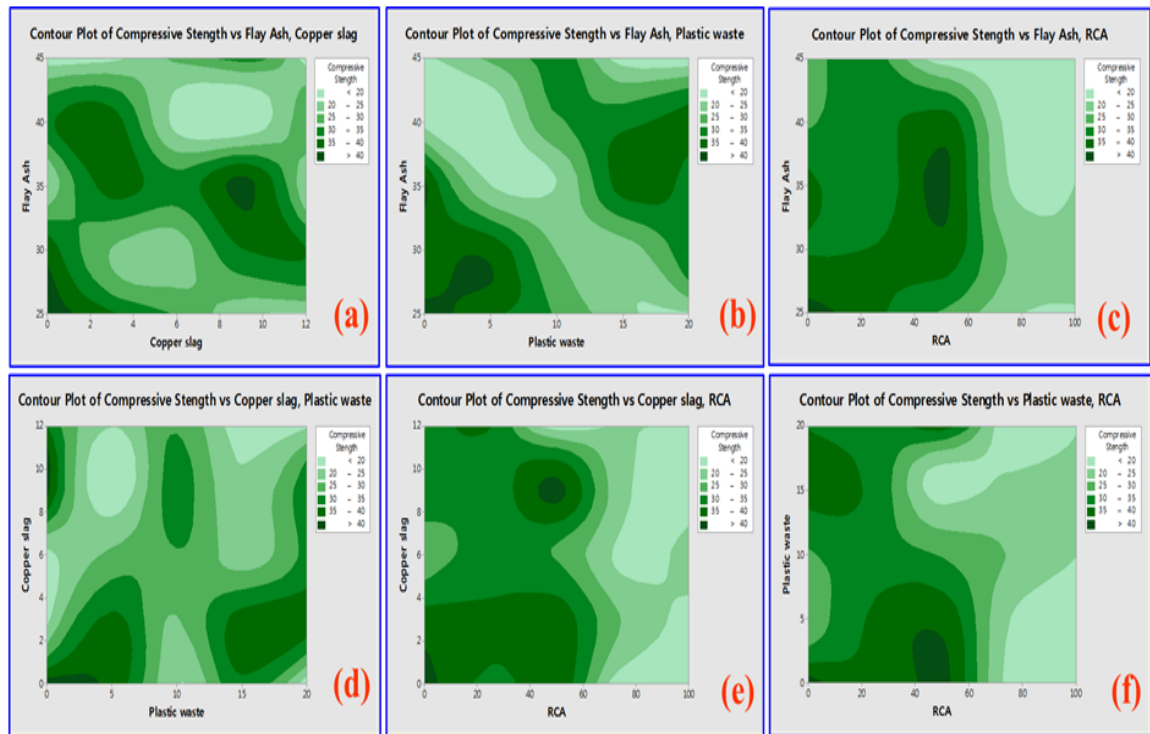 Contour Plot of Compressive Stength vs Flay Ash, Copper slag
Compressive
Stength
< 20
20 – 25
25 – 30
30 = 35
35 – 40
> 40
45
40
35
30
25
Flay Ash
0 2 4 6 8 10 12
Copper slag
(a)
Contour Plot of Compressive Stength vs Flay Ash, Plastic waste
Compressive
Stength
< 20
20 – 25
25 – 30
30 = 35
35 – 40
> 40
45
40
35
30
25
Flay Ash
0 5 10 15 20
Plastic waste
(b)
Contour Plot of Compressive Stength vs Flay Ash, RCA
Compressive
Stength
< 20
20 – 25
25 – 30
30 = 35
35 – 40
> 40
45
40
35
30
25
Flay Ash
0 20 40 60 80 100
RCA
(c)
Contour Plot of Compressive Stength vs Copper slag, Plastic waste
Compressive
Stength
< 20
20 – 25
25 – 30
30 – 35
35 – 40
> 40
12
10
8
6
4
2
0
Copper slag
0 5 10 15 20
Plastic waste
(d)
Contour Plot of Compressive Stength vs Copper slag, RCA
Compressive
Stength
< 20
20 – 25
25 – 30
30 – 35
35 – 40
> 40
12
10
8
6
4
2
0
Copper slag
0 20 40 60 80 100
RCA
(e)
Contour Plot of Compressive Stength vs Plastic waste, RCA
Compressive
Stength
< 20
20 – 25
25 – 30
30 = 35
35 – 40
> 40
20
15
10
5
0
Plastic waste
0 20 40 60 80 100
RCA
(f)